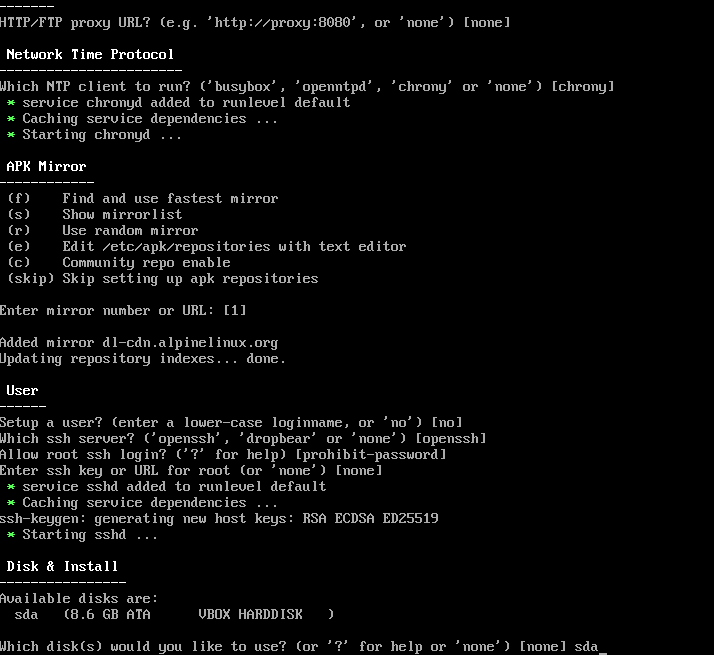 -------
HTTP/FTP proxy URL? (e.g. 'http://proxy:8080', or 'none') [none]
Network Time Protocol
-----------------------
Which NTP client to run? ('busybox', 'openntpd', 'chrony' or 'none') [chrony]
* service chronyd added to runlevel default
* Caching service dependencies ...
* Starting chronyd ...
APK Mirror
------------
(f)    Find and use fastest mirror
(s)    Show mirrorlist
(r)    Use random mirror
(e)    Edit /etc/apk/repositories with text editor
(c)    Community repo enable
(skip) Skip setting up apk repositories
Enter mirror number or URL: [1]
Added mirror dl-cdn.alpinelinux.org
Updating repository indexes... done.
User
------
Setup a user? (enter a lower-case loginname, or 'no') [no]
Which ssh server? ('openssh', 'dropbear' or 'none') [openssh]
Allow root ssh login? ('?' for help) [prohibit-password]
Enter ssh key or URL for root (or 'none') [none]
* service sshd added to runlevel default
* Caching service dependencies ...
ssh-keygen: generating new host keys: RSA ECDSA ED25519
* Starting sshd ...
Disk & Install
----------------
Available disks are:
sda   (8.6 GB ATA      VBOX HARDDISK   )
Which disk(s) would you like to use? (or '?' for help or 'none') [none] sda_